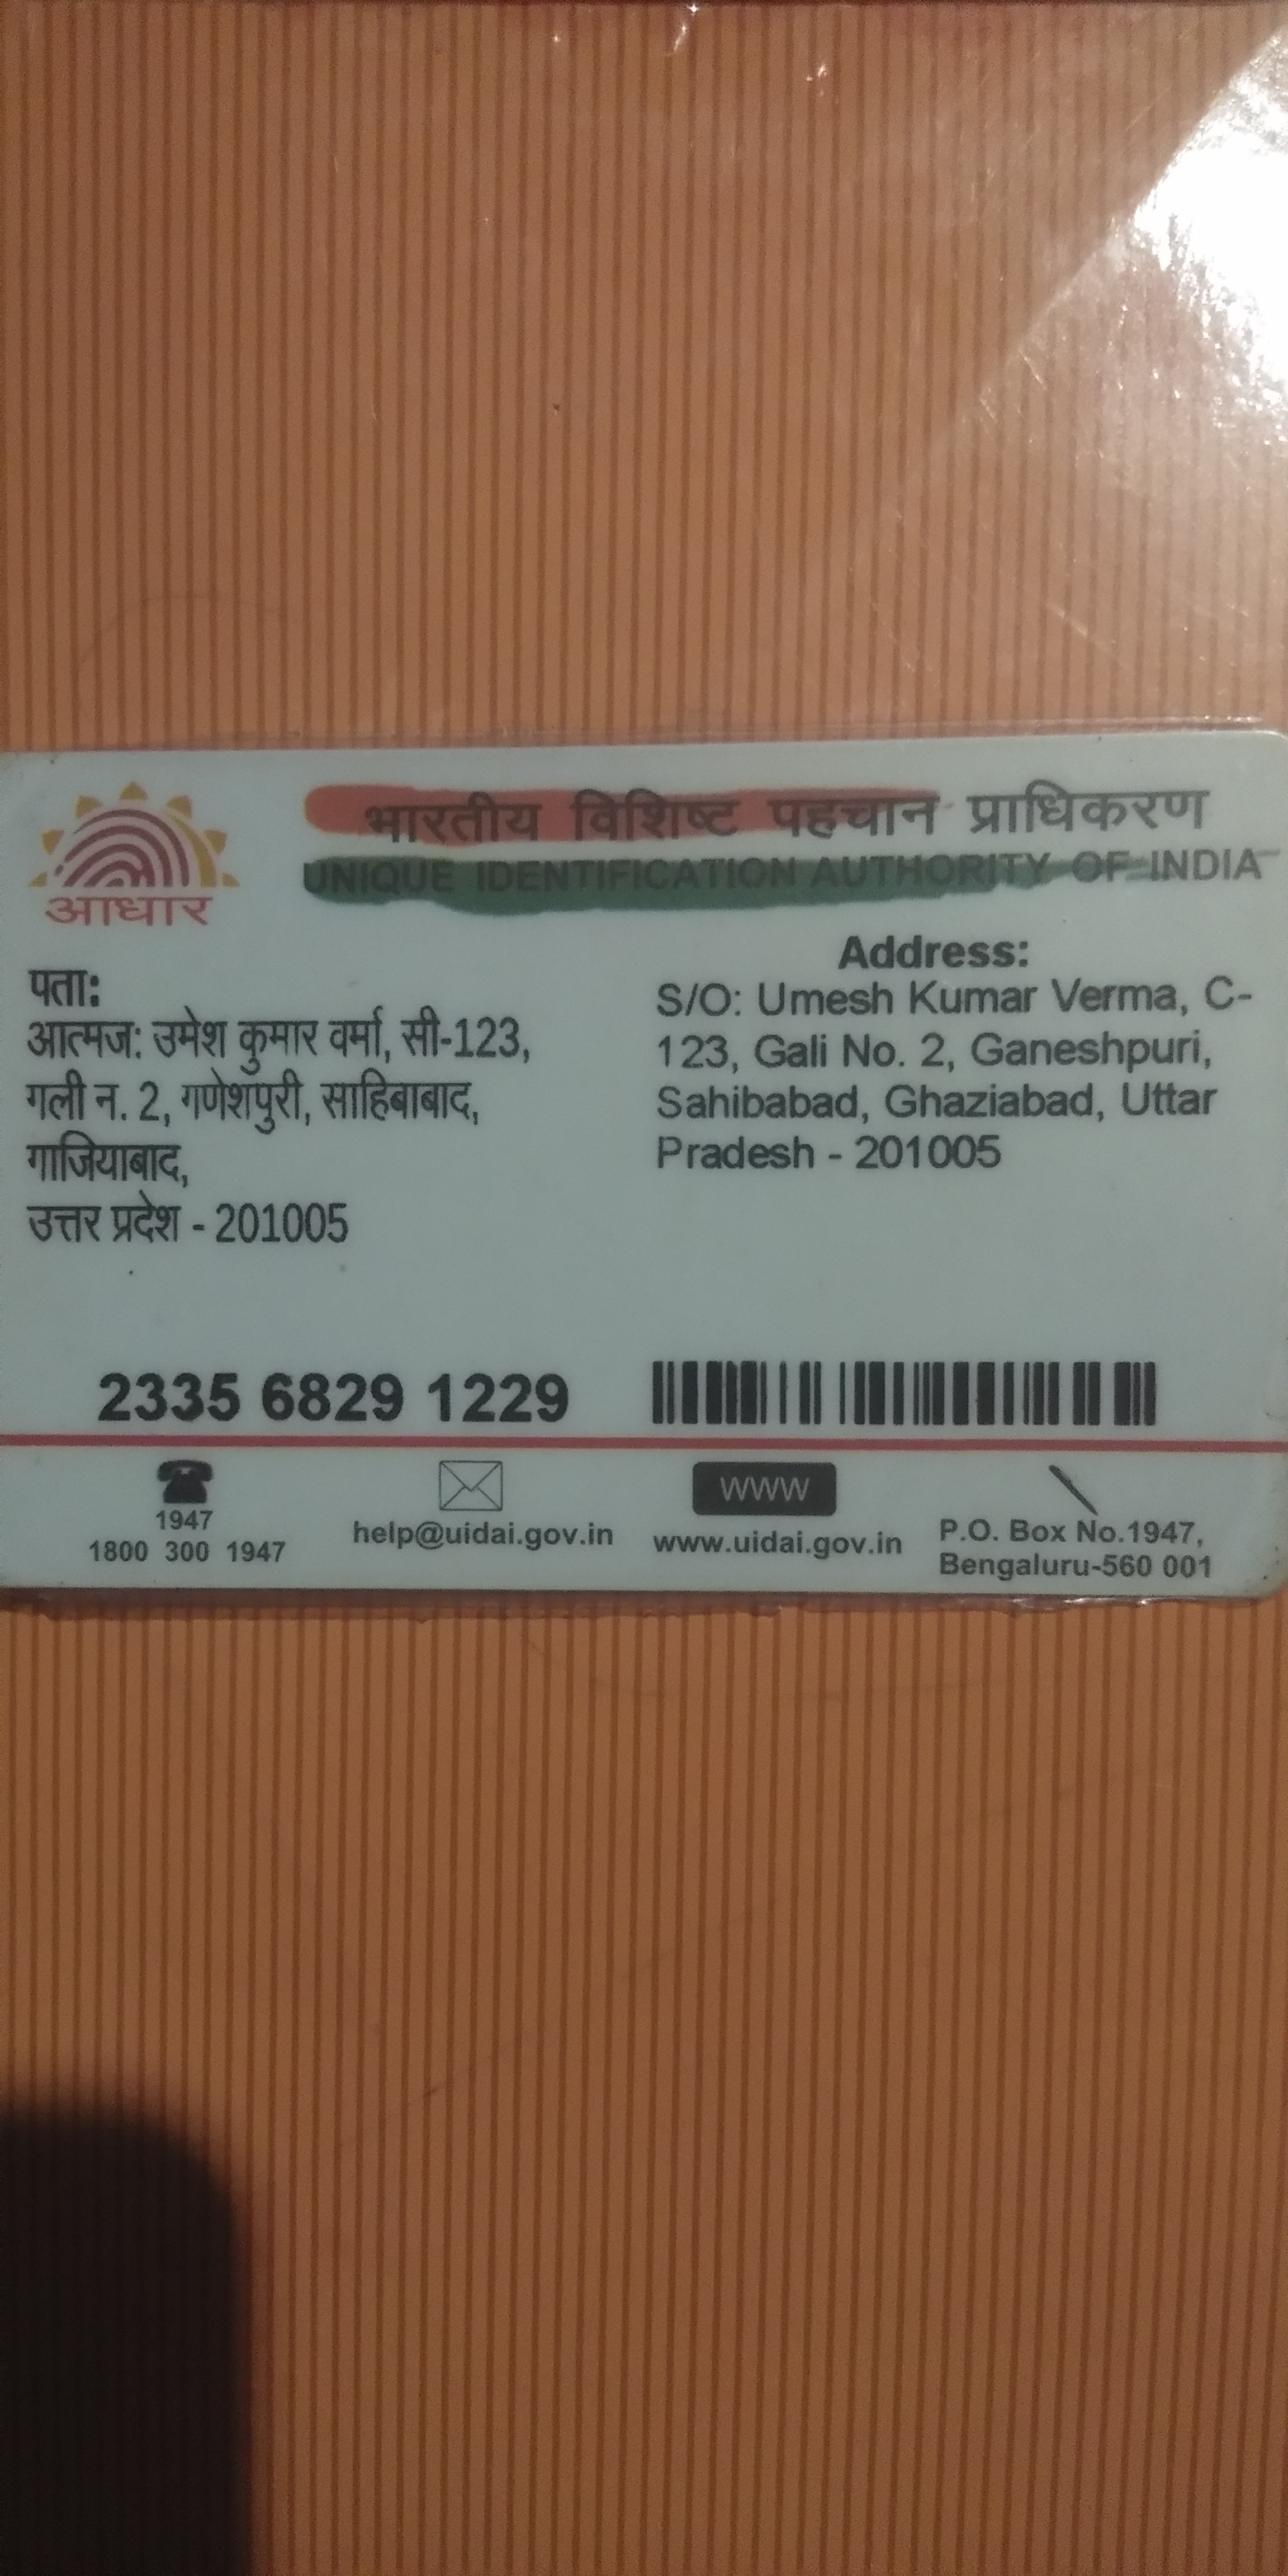 आधार
भारतीय विशिष्ट पहचान प्राधिकरण
UNIQUE IDENTIFICATION AUTHORITY OF INDIA
पता:
आत्मज: उमेश कुमार वर्मा, सी-123,
गली न. 2, गणेशपुरी, साहिबाबाद,
गाजियाबाद,
उत्तर प्रदेश - 201005
Address:
S/O: Umesh Kumar Verma, C-
123, Gali No. 2, Ganeshpuri,
Sahibabad, Ghaziabad, Uttar
Pradesh - 201005
2335 6829 1229
1947
1800 300 1947
help@uidai.gov.in
WWW
www.uidai.gov.in
P.O. Box No.1947,
Bengaluru-560 001